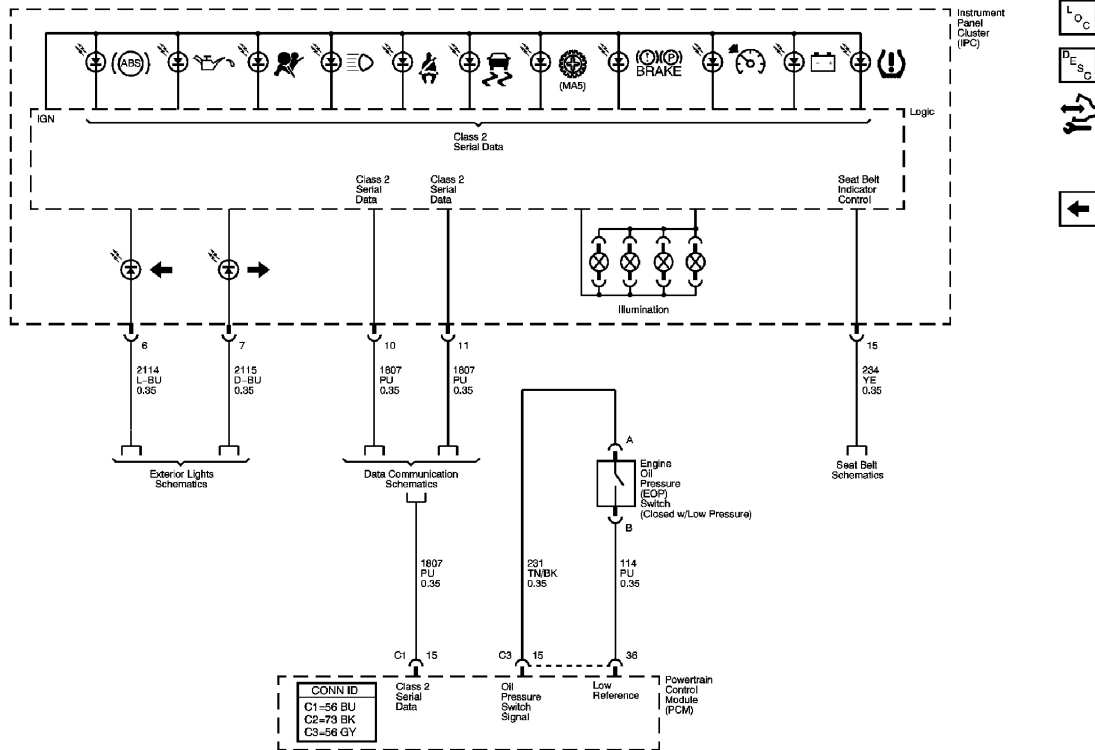 Instrument
Panel
Cluster
(IPC)
L
O
C
D
E
S
C
ABS
(MA5)
BRAKE
P
IGN
Logic
Class 2
Serial Data
Class 2
Serial
Data
Class 2
Serial
Data
Seat Belt
Indicator
Control
Illumination
6
7
10
11
15
2114
L-BU
0.35
2115
D-BU
0.35
1807
PU
0.35
1807
PU
0.35
234
YE
0.35
Exterior Lights
Schematics
Data Communication
Schematics
A
Engine
Oil
Pressure
(EOP)
Switch
(Closed w/Low Pressure)
B
Seat Belt
Schematics
1807
PU
0.35
231
TN/BK
0.35
114
PU
0.35
C1
15
C3
15
36
CONN ID
C1=56 BU
C2=73 BK
C3=56 GY
Class 2
Serial
Data
Oil
Pressure
Switch
Signal
Low
Reference
Powertrain
Control
Module
(PCM)